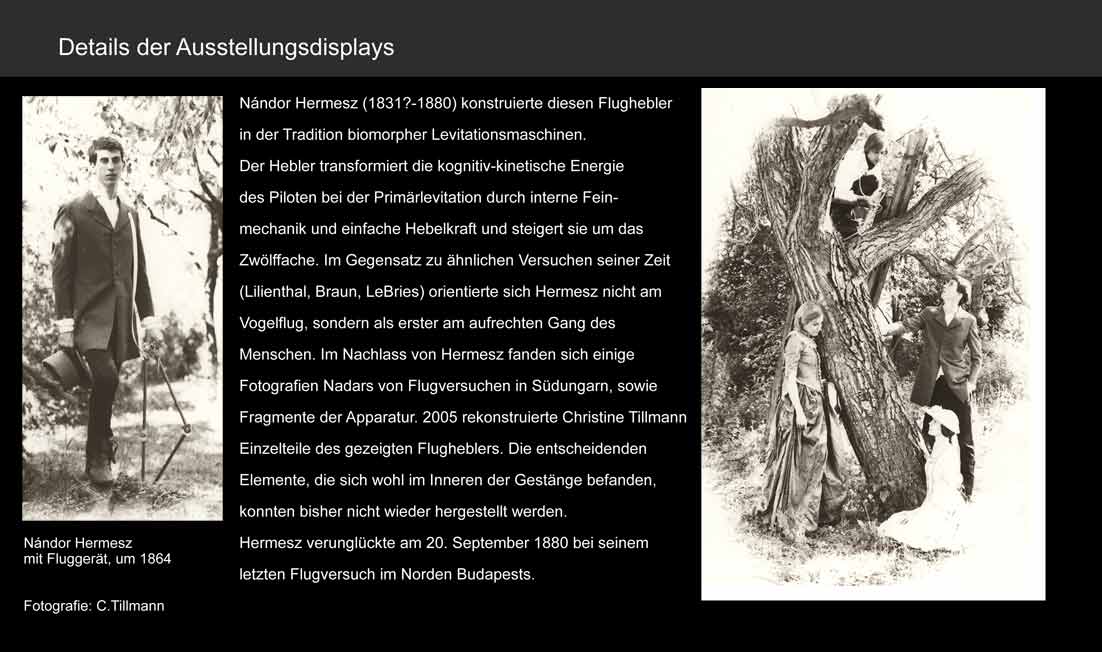 Details der Ausstellungsdisplays
Nándor Hermesz (1831?-1880) konstruierte diesen Flughebler
in der Tradition biomorpher Levitationsmaschinen.
Der Hebler transformiert die kognitiv-kinetische Energie
des Piloten bei der Primärlevitation durch interne Fein-
mechanik und einfache Hebelkraft und steigert sie um das
Zwölffache. Im Gegensatz zu ähnlichen Versuchen seiner Zeit
(Lilienthal, Braun, LeBries) orientierte sich Hermesz nicht am
Vogelflug, sondern als erster am aufrechten Gang des
Menschen. Im Nachlass von Hermesz fanden sich einige
Fotografien Nadars von Flugversuchen in Südungarn, sowie
Fragmente der Apparatur. 2005 rekonstruierte Christine Tillmann
Einzelteile des gezeigten Flugheblers. Die entscheidenden
Elemente, die sich wohl im Inneren der Gestänge befanden,
konnten bisher nicht wieder hergestellt werden.
Hermesz verunglückte am 20. September 1880 bei seinem
letzten Flugversuch im Norden Budapests.
Nándor Hermesz
mit Fluggerät, um 1864
Fotografie: C.Tillmann